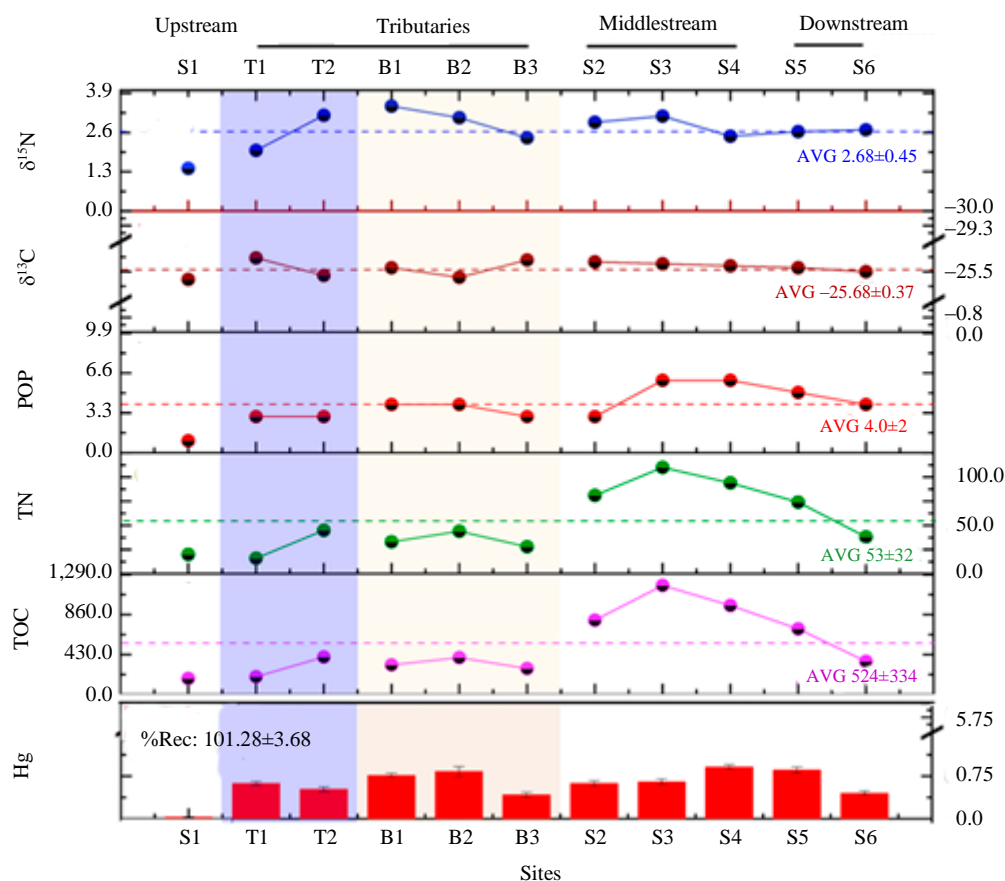 Upstream Tributaries Middlestream Downstream
S1 T1 T2 B1 B2 B3 S2 S3 S4 S5 S6
δ¹⁵N
3.9
2.6
1.3
0.0
AVG 2.68±0.45
–30.0
–29.3
δ¹³C
–25.5
AVG –25.68±0.37
–0.8
0.0
POP
9.9
6.6
3.3
0.0
AVG 4.0±2
TN
100.0
50.0
AVG 53±32
0.0
TOC
1,290.0
860.0
430.0
0.0
AVG 524±334
Hg
%Rec: 101.28±3.68
5.75
0.75
0.0
S1 T1 T2 B1 B2 B3 S2 S3 S4 S5 S6
Sites